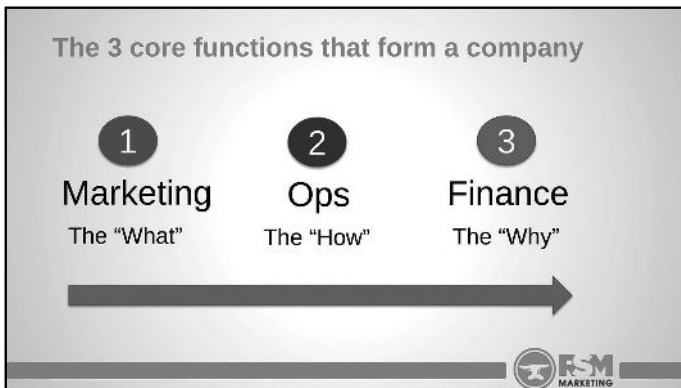 The 3 core functions that form a company
1 2 3
Marketing Ops Finance
The “What” The “How” The “Why”
FSM
MARKETING